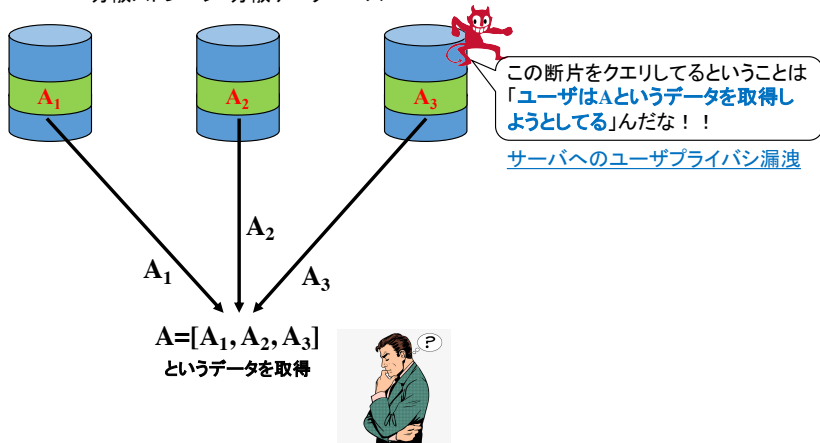 A1
A2
A3
この断片をクエリしてるということは
「ユーザはAというデータを取得し
ようとしてる」んだな！！
サーバへのユーザプライバシ漏洩
A2
A1
A3
A=[A1, A2, A3]
というデータを取得
?